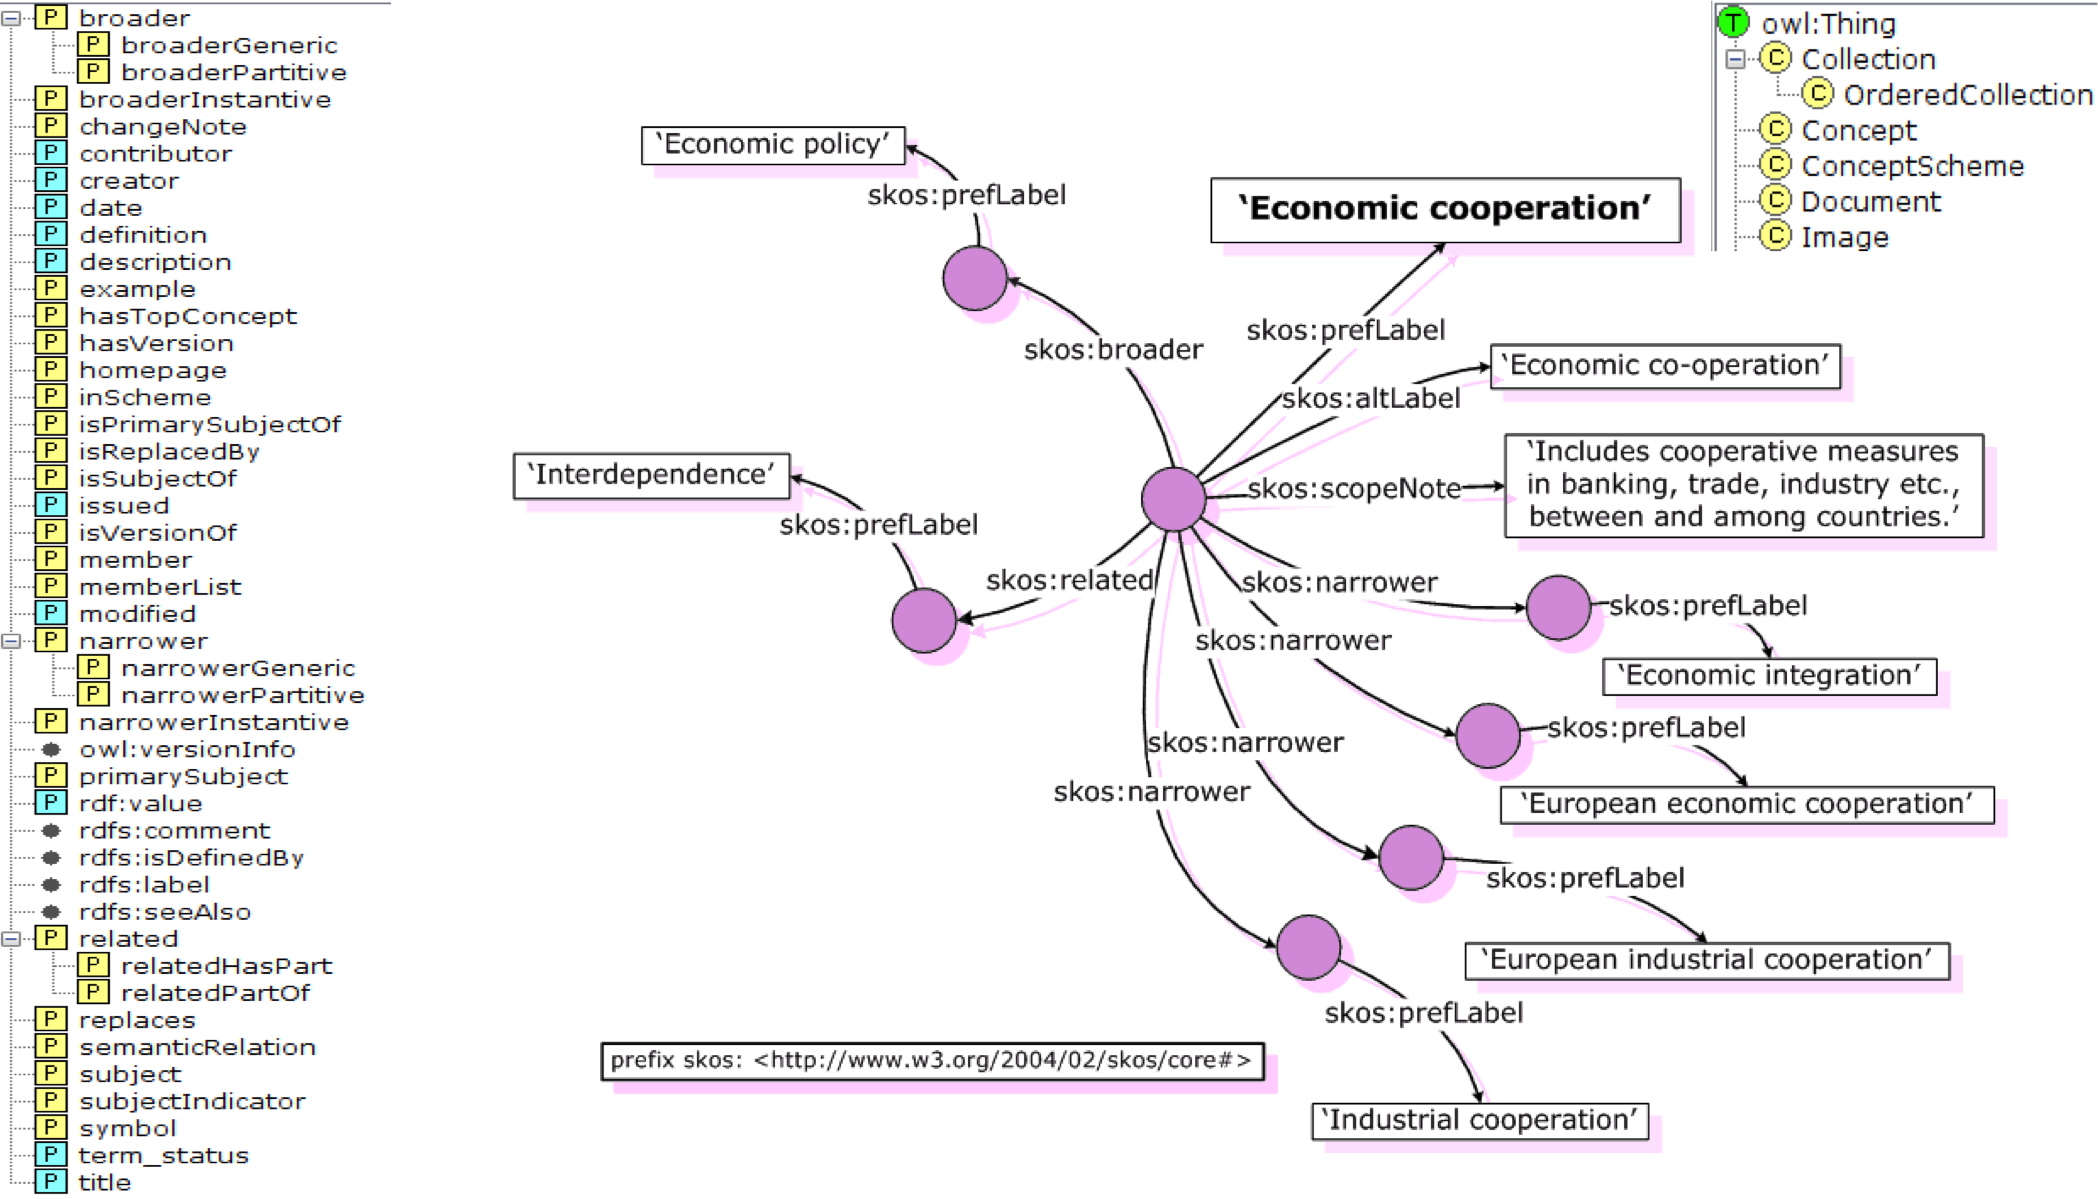 P broader
P broaderGeneric
P broaderPartitive
P broaderInstantive
P changeNote
P contributor
P creator
P date
P definition
P description
P example
P hasTopConcept
P hasVersion
P homepage
P inScheme
P isPrimarySubjectOf
P isReplacedBy
P isSubjectOf
P issued
P isVersionOf
P member
P memberList
P modified
P narrower
P narrowerGeneric
P narrowerPartitive
P narrowerInstantive
owl:versionInfo
P primarySubject
P rdf:value
rdfs:comment
rdfs:isDefinedBy
rdfs:label
rdfs:seeAlso
P related
P relatedHasPart
P relatedPartOf
P replaces
P semanticRelation
P subject
P subjectIndicator
P symbol
P term_status
P title
‘Economic policy’
skos:prefLabel
skos:broader
‘Interdependence’
skos:prefLabel
skos:related
‘Economic cooperation’
skos:prefLabel
‘Economic co-operation’
skos:altLabel
‘Includes cooperative measures
in banking, trade, industry etc.,
between and among countries.’
skos:scopeNote
skos:narrower
skos:prefLabel
‘Economic integration’
skos:narrower
skos:prefLabel
‘European economic cooperation’
skos:narrower
skos:prefLabel
‘European industrial cooperation’
skos:narrower
skos:prefLabel
‘Industrial cooperation’
prefix skos: <http://www.w3.org/2004/02/skos/core#>
T owl:Thing
C Collection
C OrderedCollection
C Concept
C ConceptScheme
C Document
C Image